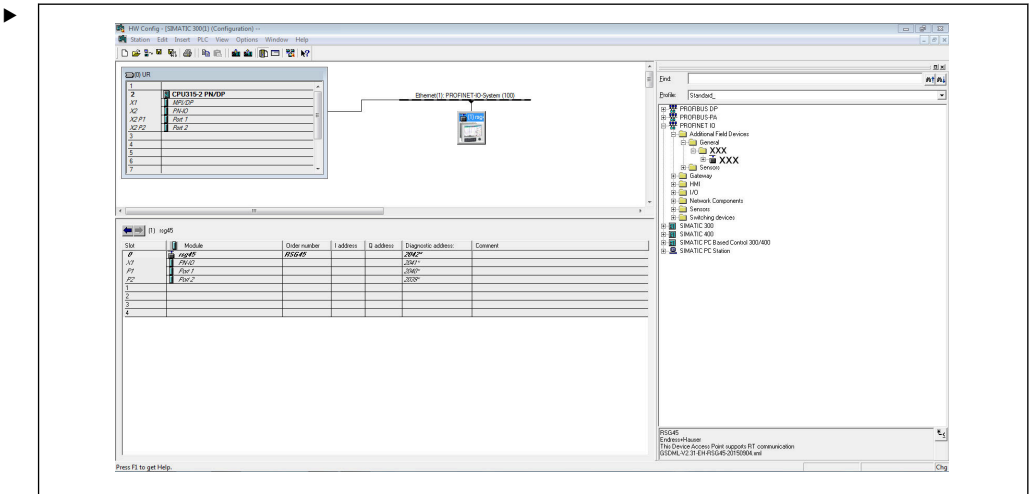 HW Config - [SIMATIC 300(1) (Configuration) --
Station Edit Insert PLC View Options Window Help
(0) UR
1
2 CPU315-2 PN/DP
X1 MPI/DP
X2 PN-IO
X2 P1 Port 1
X2 P2 Port 2
3
4
5
6
7
Ethernet(1): PROFINET-IO-System (100)
(1) rsg
(1) rsg45
Slot Module Order number I address Q address Diagnostic address: Comment
0 rsg45 RSG45 2042*
X1 PN-IO 2041*
P1 Port 1 2040*
P2 Port 2 2039*
1
2
3
4
Find:
Profile: Standard_
PROFIBUS DP
PROFIBUS-PA
PROFINET IO
Additional Field Devices
General
XXX
XXX
Sensors
Gateway
HMI
I/O
Network Components
Sensors
Switching devices
SIMATIC 300
SIMATIC 400
SIMATIC PC Based Control 300/400
SIMATIC PC Station
RSG45
Endress+Hauser
This Device Access Point supports RT communication
GSDML-V2.31-EH-RSG45-20150904.xml
Press F1 to get Help.
Chg